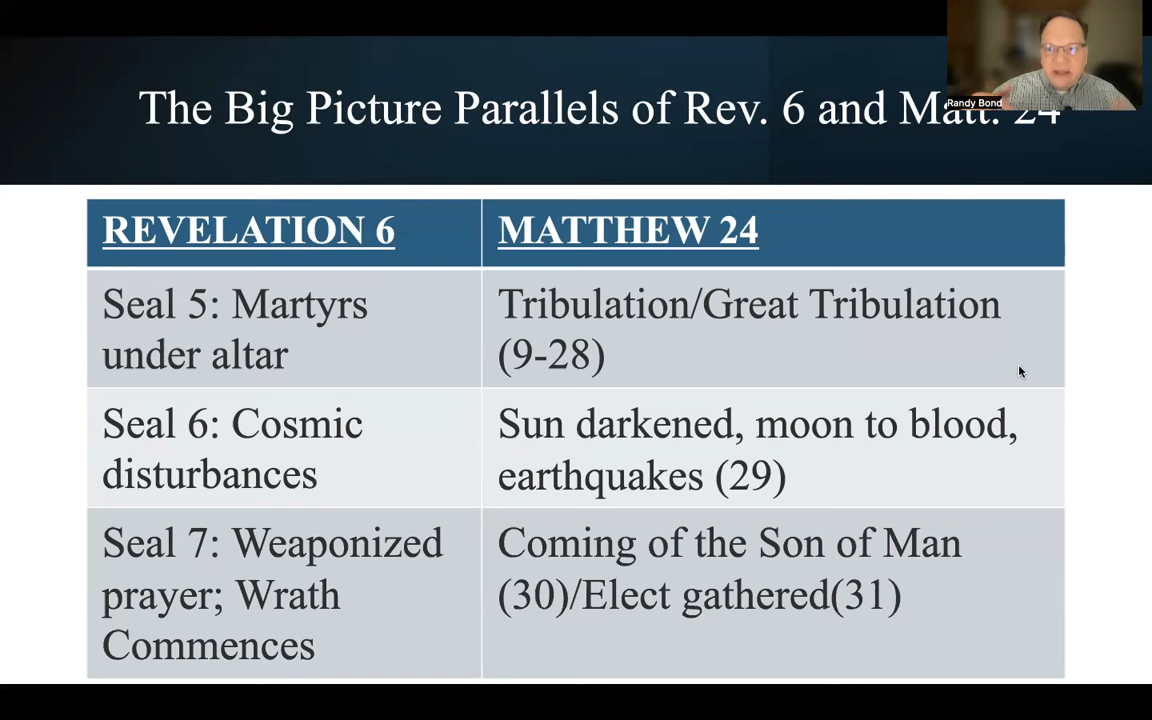 The Big Picture Parallels of Rev. 6 and Matt. 24
Randy Bond
REVELATION 6
MATTHEW 24
Seal 5: Martyrs
under altar
Tribulation/Great Tribulation
(9-28)
Seal 6: Cosmic
disturbances
Sun darkened, moon to blood,
earthquakes (29)
Seal 7: Weaponized
prayer; Wrath
Commences
Coming of the Son of Man
(30)/Elect gathered(31)